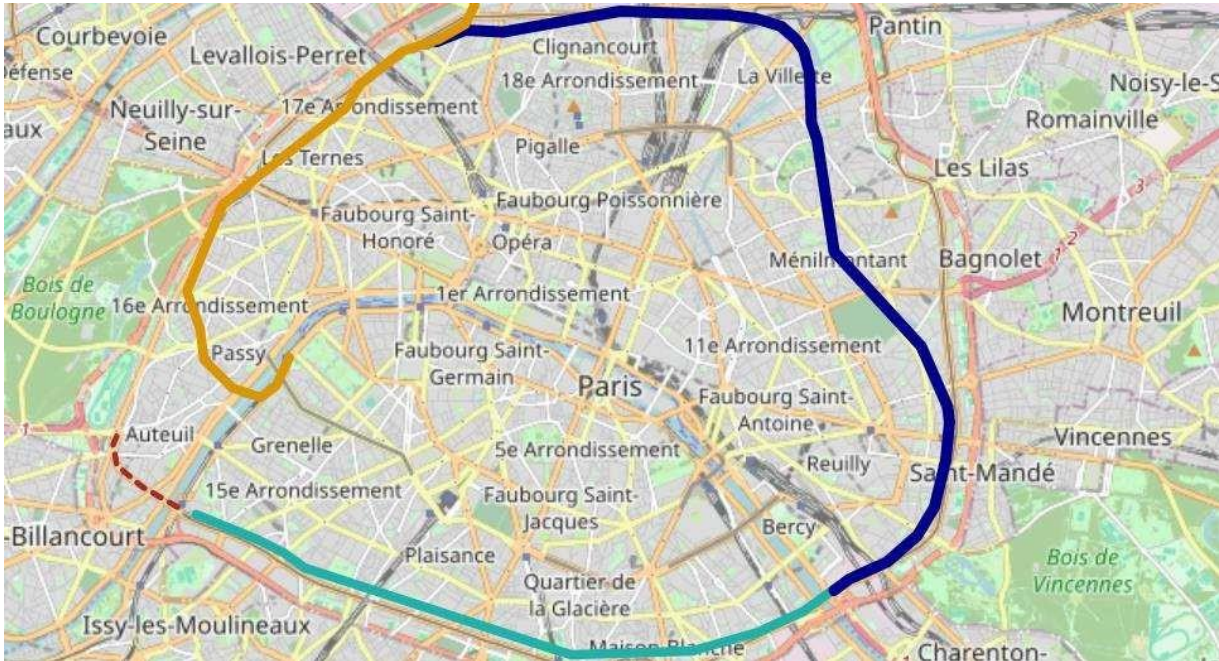 Courbevoie
Pantin
Levallois-Perret
Clignancourt
Défense
18e Arrondissement
La Villette
Noisy-le-S
Neuilly-sur-
Seine
17e Arrondissement
Romainville
aux
Pigalle
Les Ternes
Les Lilas
3
Faubourg Poissonnière
Faubourg Saint-
Honoré
Opéra
2
1
Ménilmontant
Bagnolet
Bois de
Boulogne
16e Arrondissement
1er Arrondissement
Montreuil
Passy
Faubourg Saint-
Germain
11e Arrondissement
Paris
Faubourg Saint-
Antoine
1
Auteuil
Grenelle
5e Arrondissement
Vincennes
Reuilly
Saint-Mandé
15e Arrondissement
Faubourg Saint-
Jacques
-Billancourt
Bercy
Plaisance
Bois de
Vincennes
Quartier de
la Glacière
Issy-les-Moulineaux
Maison Blanche
Charenton-